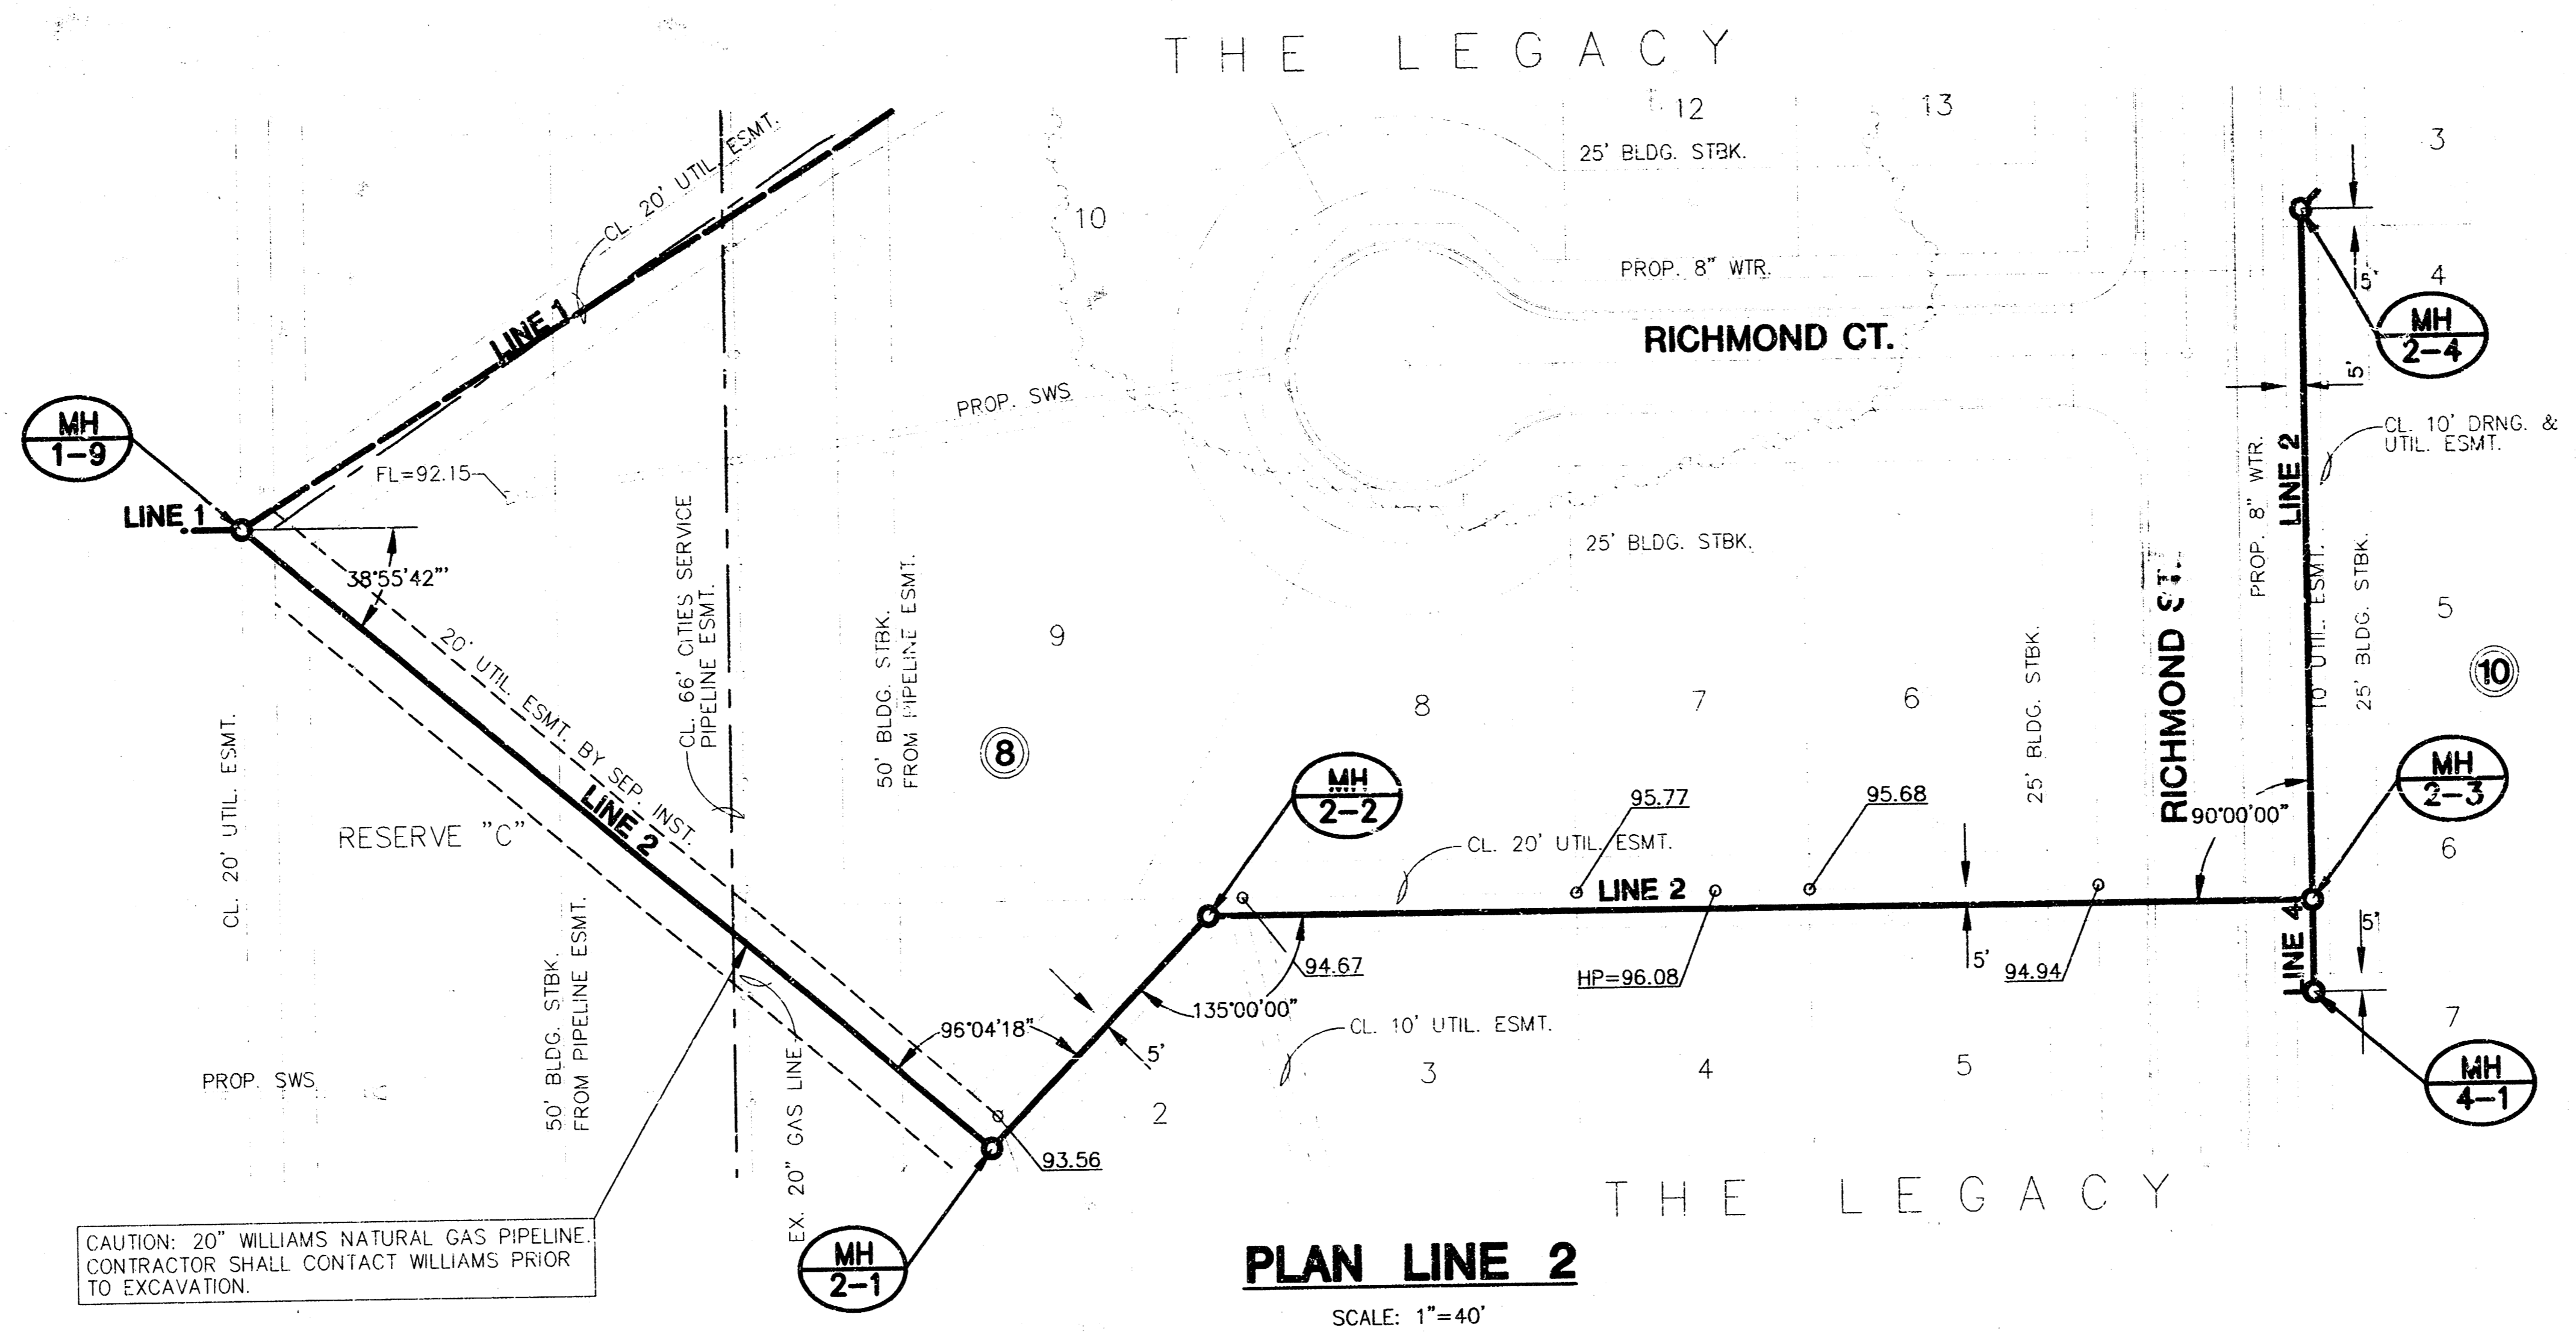 THE LEGACY
12
13
3
25' BLDG. STBK.
CL. 20' UTIL. ESMT.
10
PROP. 8" WTR.
4
5'
LINE 1
RICHMOND CT.
MH
2-4
5'
PROP. SWS
MH
1-9
CL. 10' DRNG. &
UTIL. ESMT.
FL=92.15
LINE 1
LINE 2
PROP. 8" WTR.
38°55'42"'
CL. 66' CITIES SERVICE
PIPELINE ESMT.
50' BLDG. STBK.
FROM PIPELINE ESMT.
25' BLDG. STBK.
RICHMOND ST.
10' UTIL. ESMT.
25' BLDG. STBK.
9
5
10
20' UTIL. ESMT. BY SEP. INST.
LINE 2
8
7
6
25' BLDG. STBK.
8
CL. 20' UTIL. ESMT.
RESERVE "C"
MH
2-2
95.77
95.68
MH
2-3
90°00'00"
6
CL. 20' UTIL. ESMT.
LINE 2
LINE 4
5'
94.67
HP=96.08
5'
94.94
50' BLDG. STBK.
FROM PIPELINE ESMT.
96°04'18"
135°00'00"
CL. 10' UTIL. ESMT.
7
5'
EX. 20" GAS LINE
PROP. SWS
2
3
4
5
MH
4-1
93.56
THE LEGACY
CAUTION: 20" WILLIAMS NATURAL GAS PIPELINE.
CONTRACTOR SHALL CONTACT WILLIAMS PRIOR
TO EXCAVATION.
MH
2-1
PLAN LINE 2
SCALE: 1"=40'